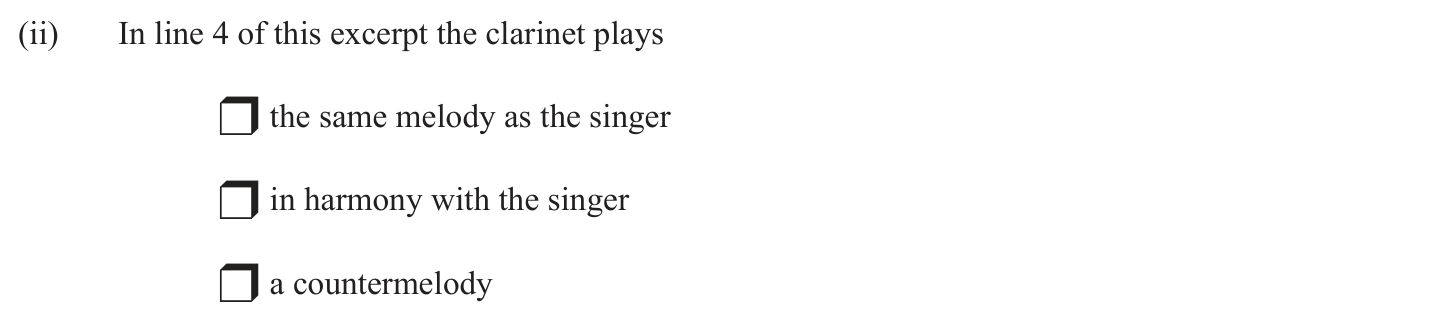 (ii) In line 4 of this excerpt the clarinet plays
the same melody as the singer
in harmony with the singer
a countermelody